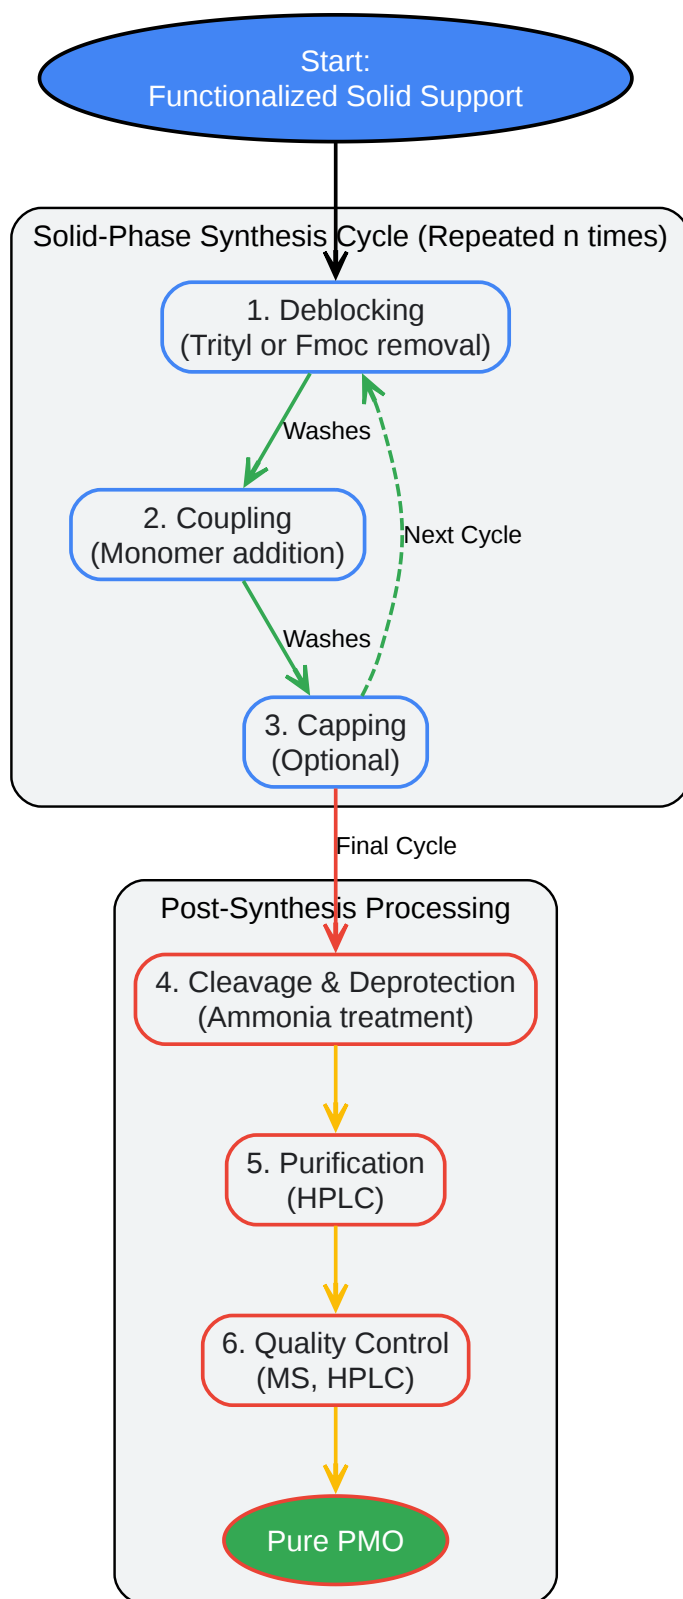 Start:
Functionalized Solid Support
Solid-Phase Synthesis Cycle (Repeated n times)
1. Deblocking
(Trityl or Fmoc removal)
Washes
2. Coupling
(Monomer addition)
Next Cycle
Washes
3. Capping
(Optional)
Final Cycle
Post-Synthesis Processing
4. Cleavage & Deprotection
(Ammonia treatment)
5. Purification
(HPLC)
6. Quality Control
(MS, HPLC)
Pure PMO